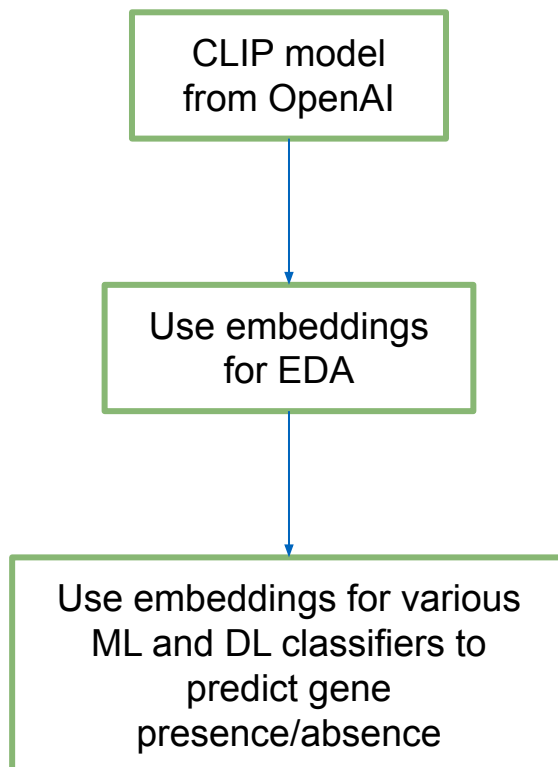 CLIP model
from OpenAI
Use embeddings
for EDA
Use embeddings for various
ML and DL classifiers to
predict gene
presence/absence